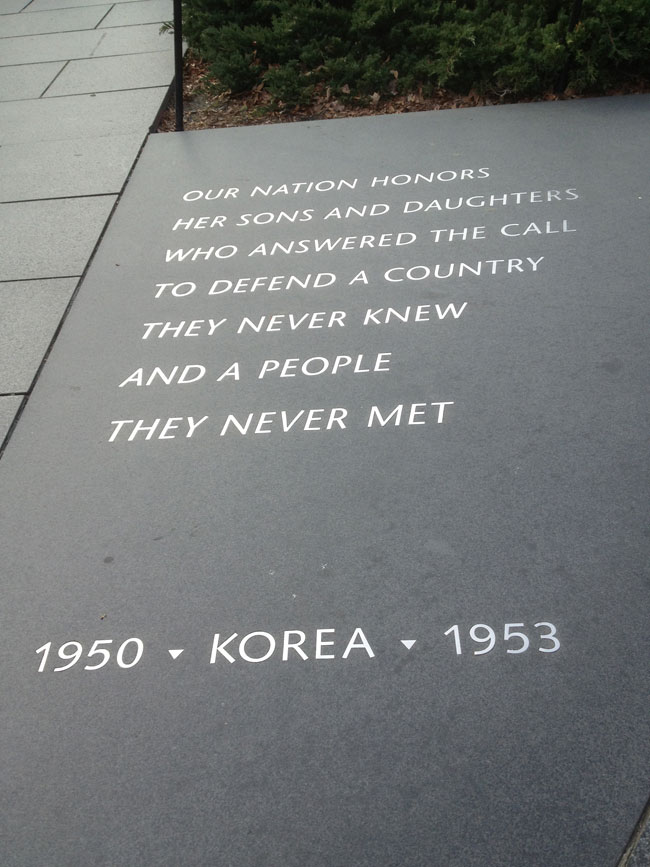 OUR NATION HONORS
HER SONS AND DAUGHTERS
WHO ANSWERED THE CALL
TO DEFEND A COUNTRY
THEY NEVER KNEW
AND A PEOPLE
THEY NEVER MET
1950 ▾ KOREA ▾ 1953